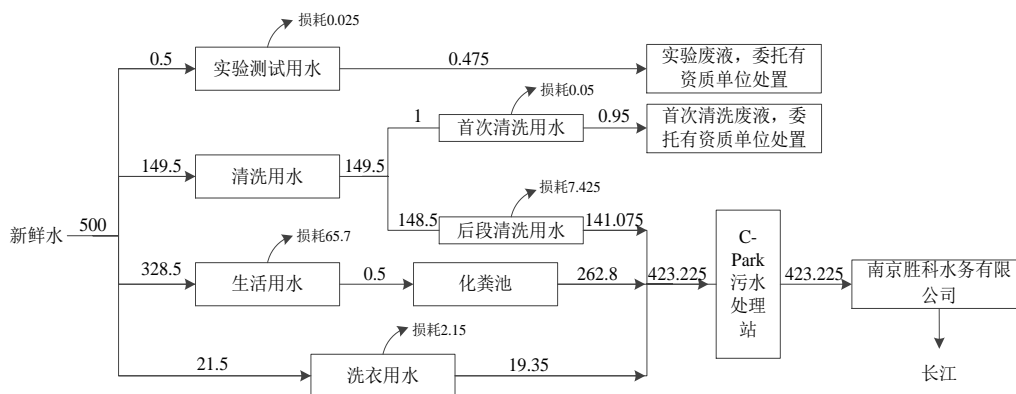 损耗0.025
0.5
实验测试用水
0.475
实验废液，委托有
资质单位处置
损耗0.05
1
首次清洗用水
0.95
首次清洗废液，委
托有资质单位处置
149.5
清洗用水
149.5
损耗7.425
148.5
后段清洗用水
141.075
新鲜水
500
损耗65.7
328.5
生活用水
0.5
化粪池
262.8
423.225
C-
Park
污水
处理
站
423.225
南京胜科水务有限
公司
长江
损耗2.15
21.5
洗衣用水
19.35